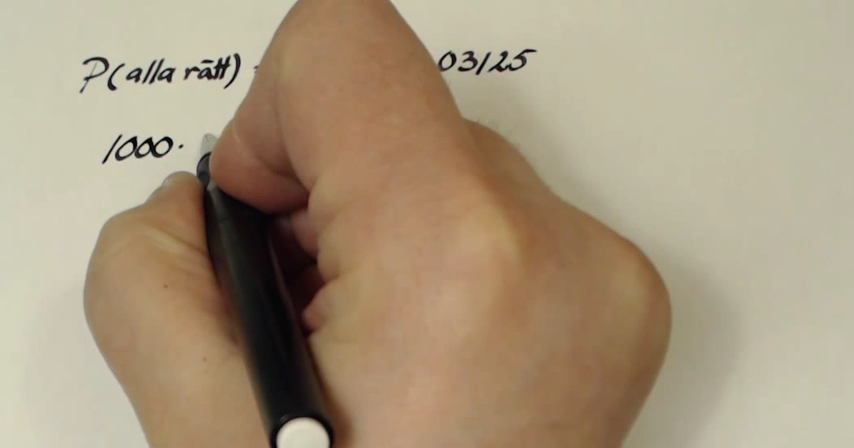 P(alla rätt) = 03125
1000·